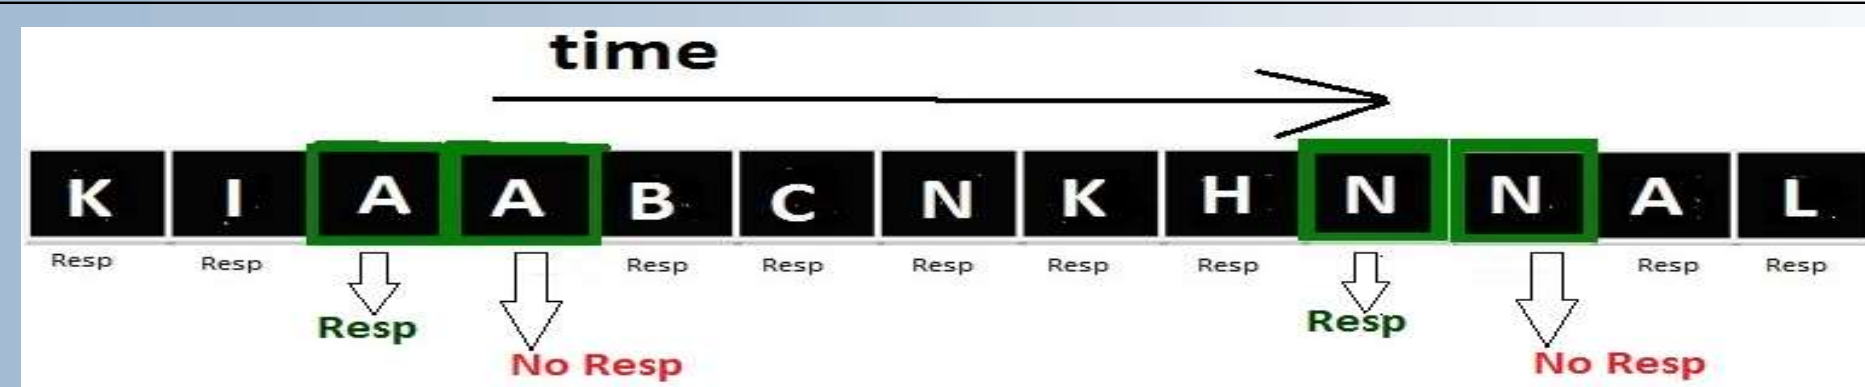 time
K I A A B C N K H N N A L
Resp Resp Resp Resp Resp Resp Resp Resp Resp
Resp Resp
No Resp No Resp